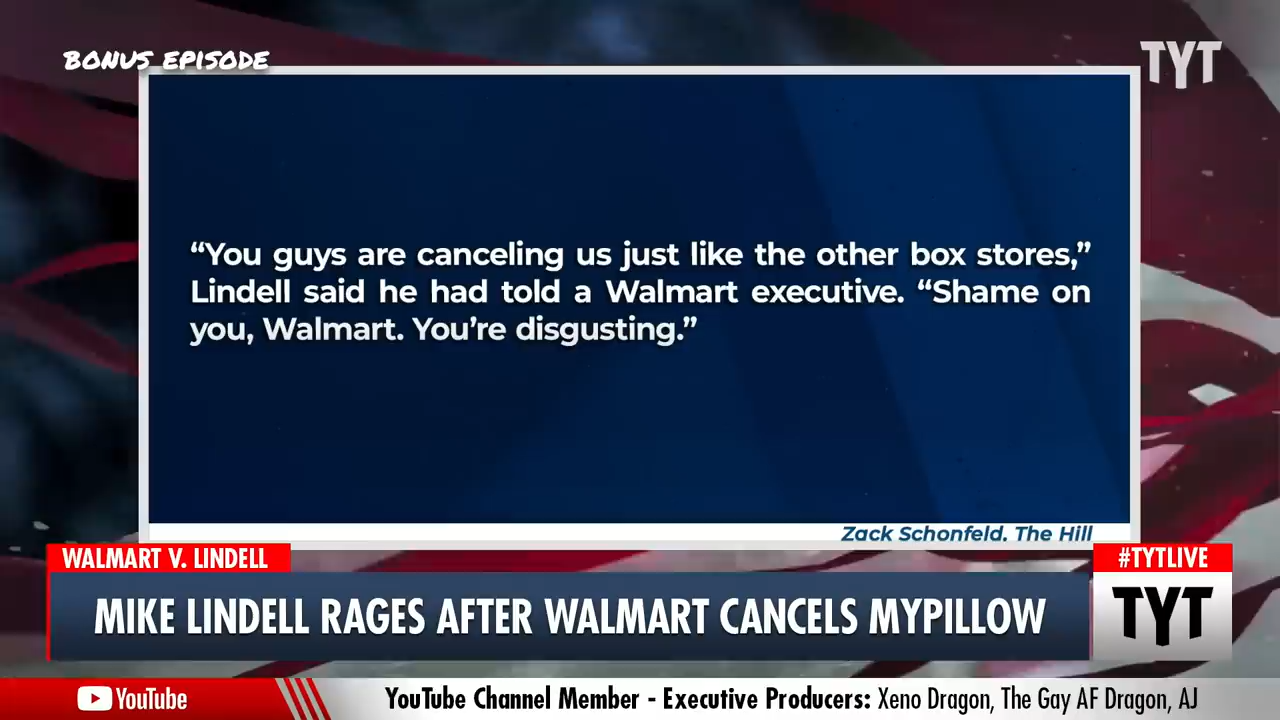 BONUS EPISODE
TYT
“You guys are canceling us just like the other box stores,”
Lindell said he had told a Walmart executive. “Shame on
you, Walmart. You’re disgusting.”
Zack Schonfeld, The Hill
WALMART V. LINDELL
#TYTLIVE
MIKE LINDELL RAGES AFTER WALMART CANCELS MYPILLOW
TYT
YouTube
YouTube Channel Member - Executive Producers: Xeno Dragon, The Gay AF Dragon, AJ